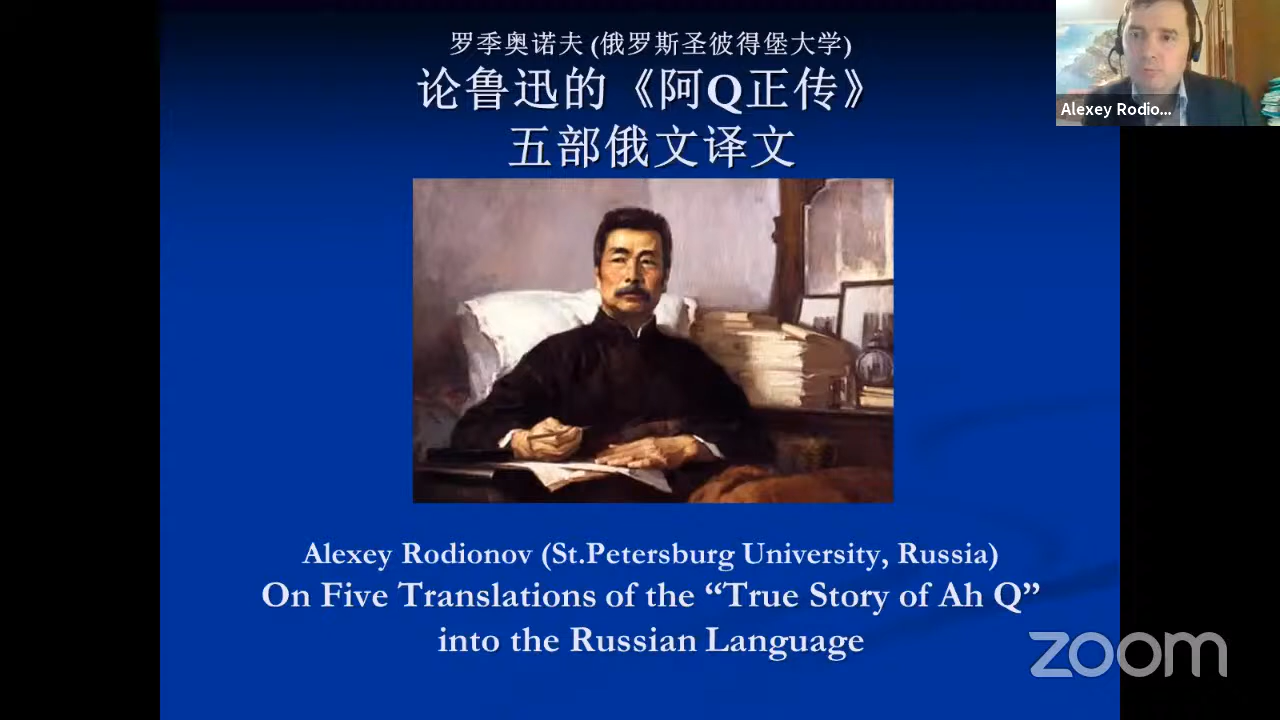 罗季奥诺夫 (俄罗斯圣彼得堡大学)
论鲁迅的《阿Q正传》
五部俄文译文
Alexey Rodio...
Alexey Rodionov (St.Petersburg University, Russia)
On Five Translations of the “True Story of Ah Q”
into the Russian Language
zoom